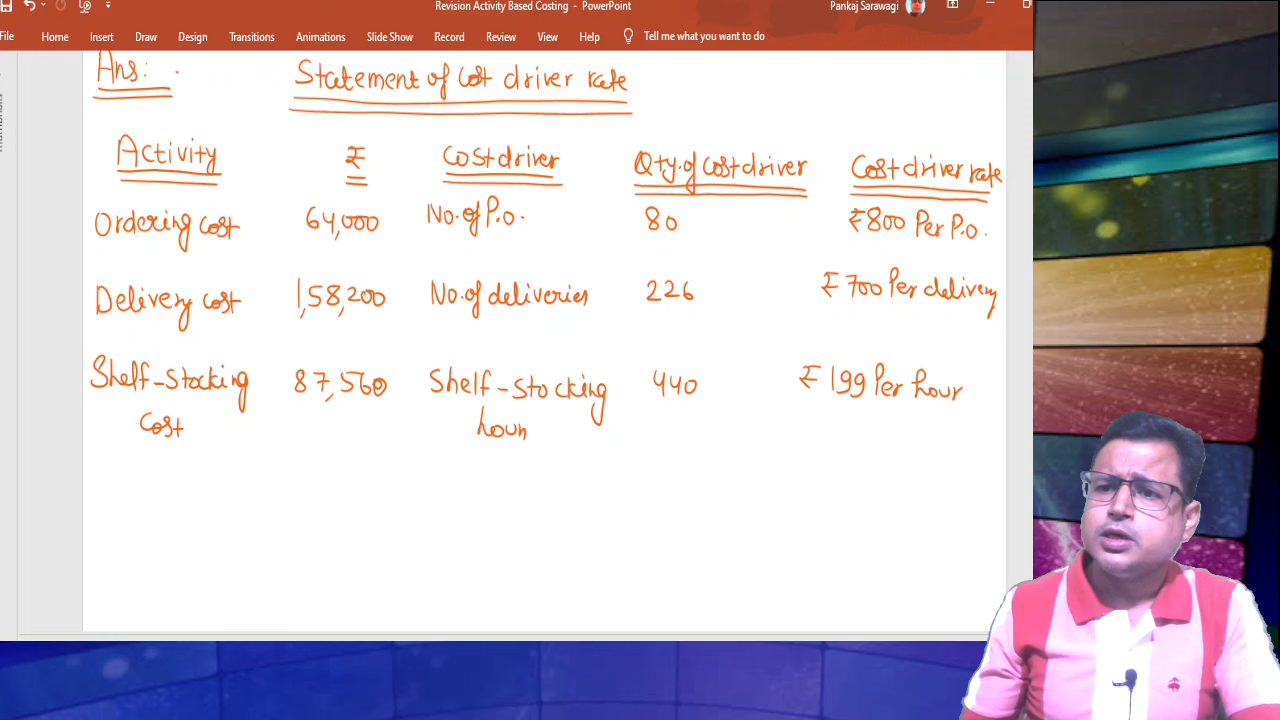 Revision Activity Based Costing - PowerPoint
Pankaj Sarawagi
File Home Insert Draw Design Transitions Animations Slide Show Record Review View Help Tell me what you want to do
Ans:
Statement of cost driver rate
Activity ₹ Cost driver Qty. of cost driver Cost driver rate
Ordering cost 64,000 No. of P.O. 80 ₹800 Per P.O.
Delivery cost 1,58,200 No. of deliveries 226 ₹700 Per delivery
Shelf-stocking 87,560 Shelf-stocking 440 ₹199 Per hour
cost hours